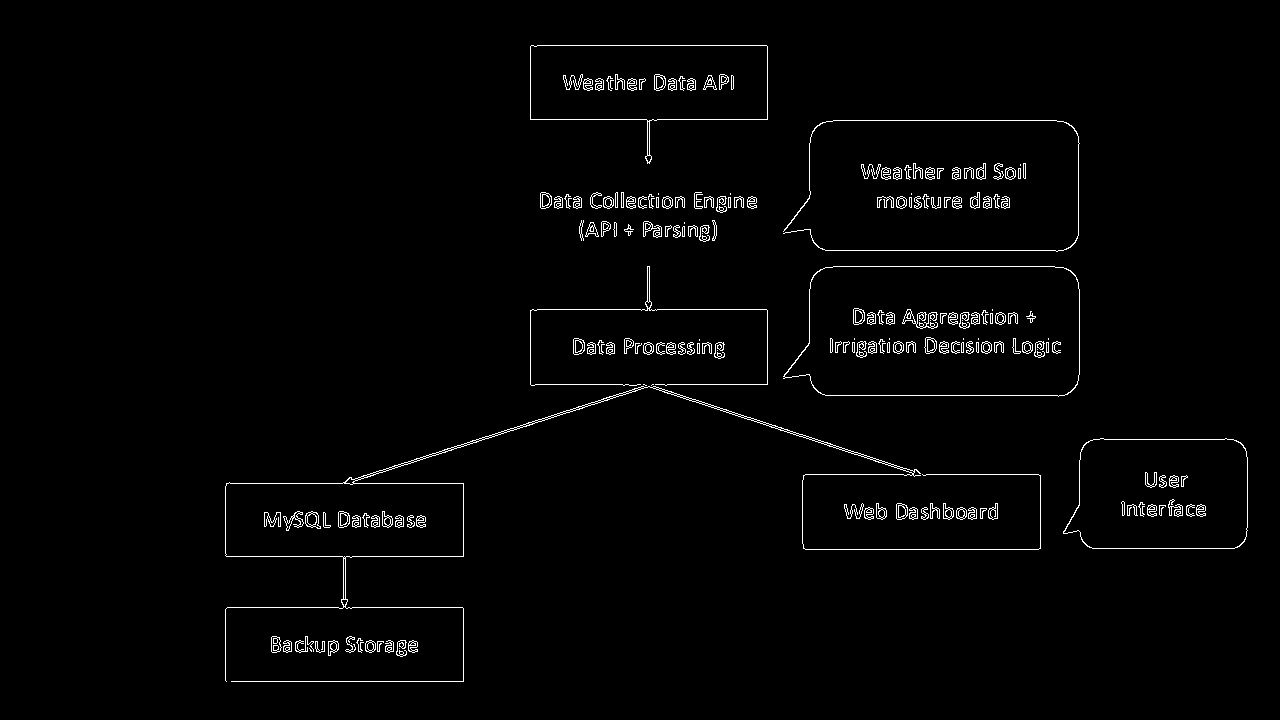 Weather Data API
Weather and Soil
moisture data
Data Collection Engine
(API + Parsing)
Data Aggregation +
Irrigation Decision Logic
Data Processing
User
Interface
MySQL Database
Web Dashboard
Backup Storage